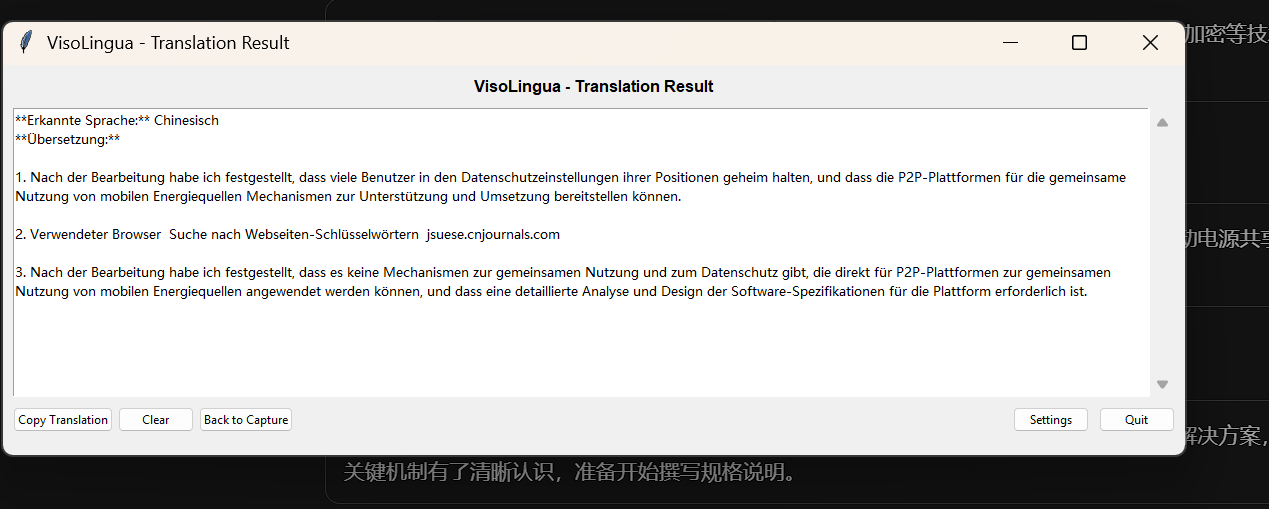 VisoLingua - Translation Result
加密等技
VisoLingua - Translation Result
**Erkannte Sprache:** Chinesisch
**Übersetzung:**
1. Nach der Bearbeitung habe ich festgestellt, dass viele Benutzer in den Datenschutzeinstellungen ihrer Positionen geheim halten, und dass die P2P-Plattformen für die gemeinsame
Nutzung von mobilen Energiequellen Mechanismen zur Unterstützung und Umsetzung bereitstellen können.
2. Verwendeter Browser  Suche nach Webseiten-Schlüsselwörtern  jsuese.cnjournals.com
动电源共享
3. Nach der Bearbeitung habe ich festgestellt, dass es keine Mechanismen zur gemeinsamen Nutzung und zum Datenschutz gibt, die direkt für P2P-Plattformen zur gemeinsamen
Nutzung von mobilen Energiequellen angewendet werden können, und dass eine detaillierte Analyse und Design der Software-Spezifikationen für die Plattform erforderlich ist.
Copy Translation
Clear
Back to Capture
Settings
Quit
解决方案，
关键机制有了清晰认识，准备开始撰写规格说明。